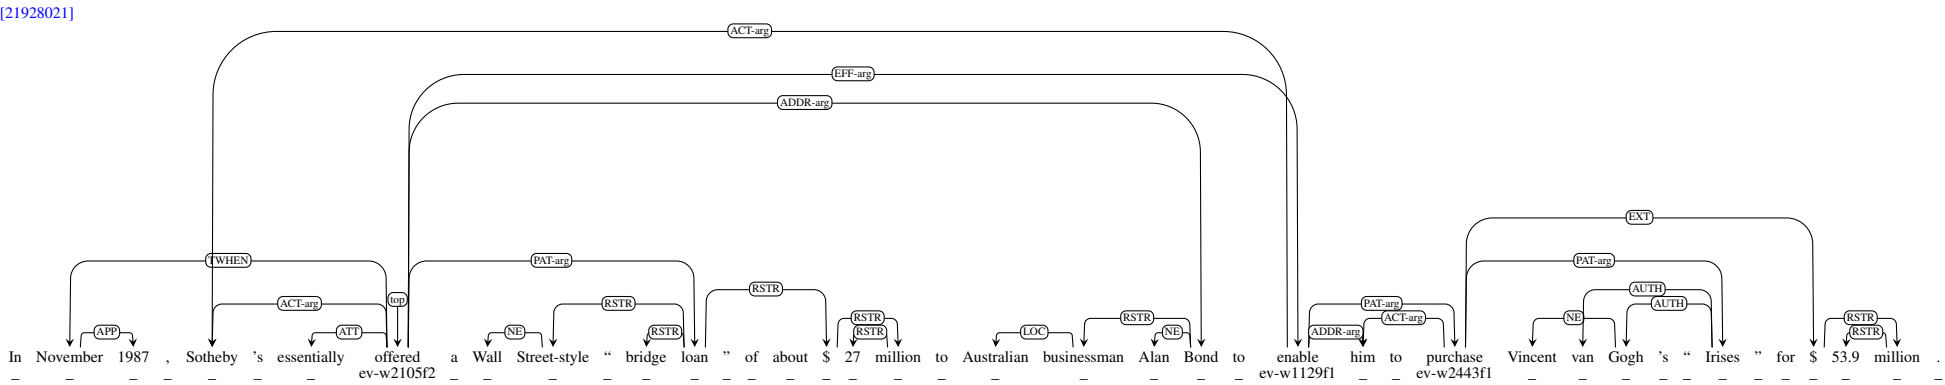 [21928021]
ACT-arg
EFF-arg
ADDR-arg
EXT
TWHEN PAT-arg PAT-arg
RSTR AUTH
ACT-arg top RSTR PAT-arg AUTH
RSTR RSTR ACT-arg NE RSTR
APP ATT NE RSTR RSTR LOC NE ADDR-arg RSTR
In November 1987 , Sotheby 's essentially offered a Wall Street-style “ bridge loan ” of about $ 27 million to Australian businessman Alan Bond to enable him to purchase Vincent van Gogh 's “ Irises ” for $ 53.9 million .
_ _ _ _ _ _ _ ev-w2105f2 _ _ _ _ _ _ _ _ _ _ _ _ _ _ _ _ _ _ ev-w1129f1 _ _ ev-w2443f1 _ _ _ _ _ _ _ _ _ _ _ _